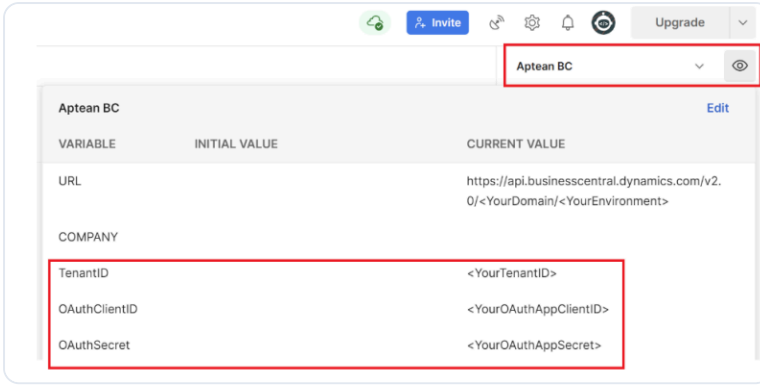 Invite
Upgrade
Aptean BC
Aptean BC
Edit
VARIABLE INITIAL VALUE CURRENT VALUE
URL https://api.businesscentral.dynamics.com/v2.
0/<YourDomain/<YourEnvironment>
COMPANY
TenantID <YourTenantID>
OAuthClientID <YourOAuthAppClientID>
OAuthSecret <YourOAuthAppSecret>